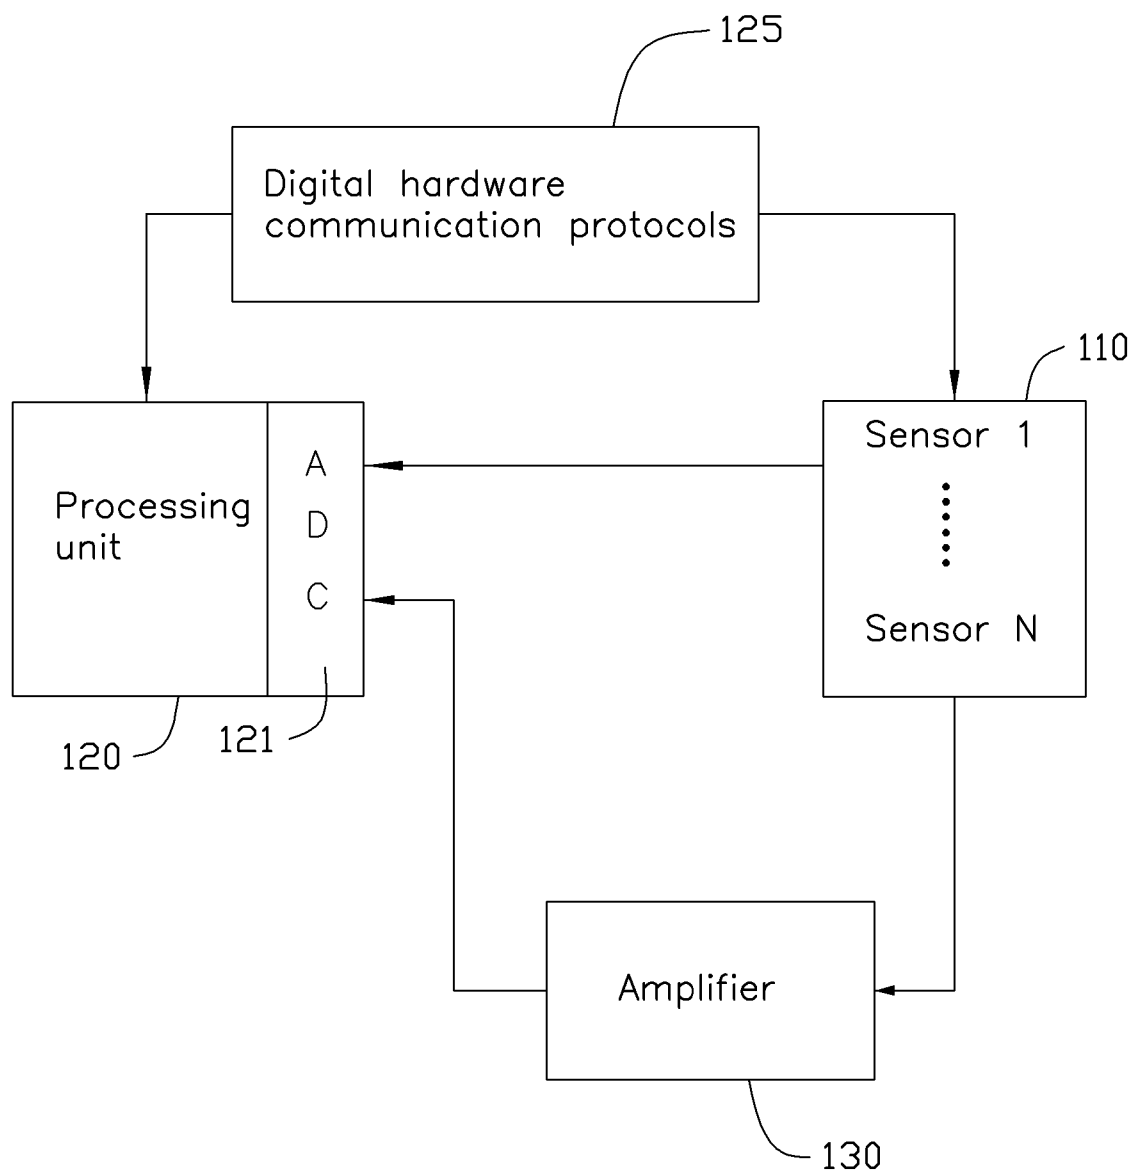 125
Digital hardware
communication protocols
110
Sensor 1
A
Processing
unit
D
C
Sensor N
121
120
Amplifier
130